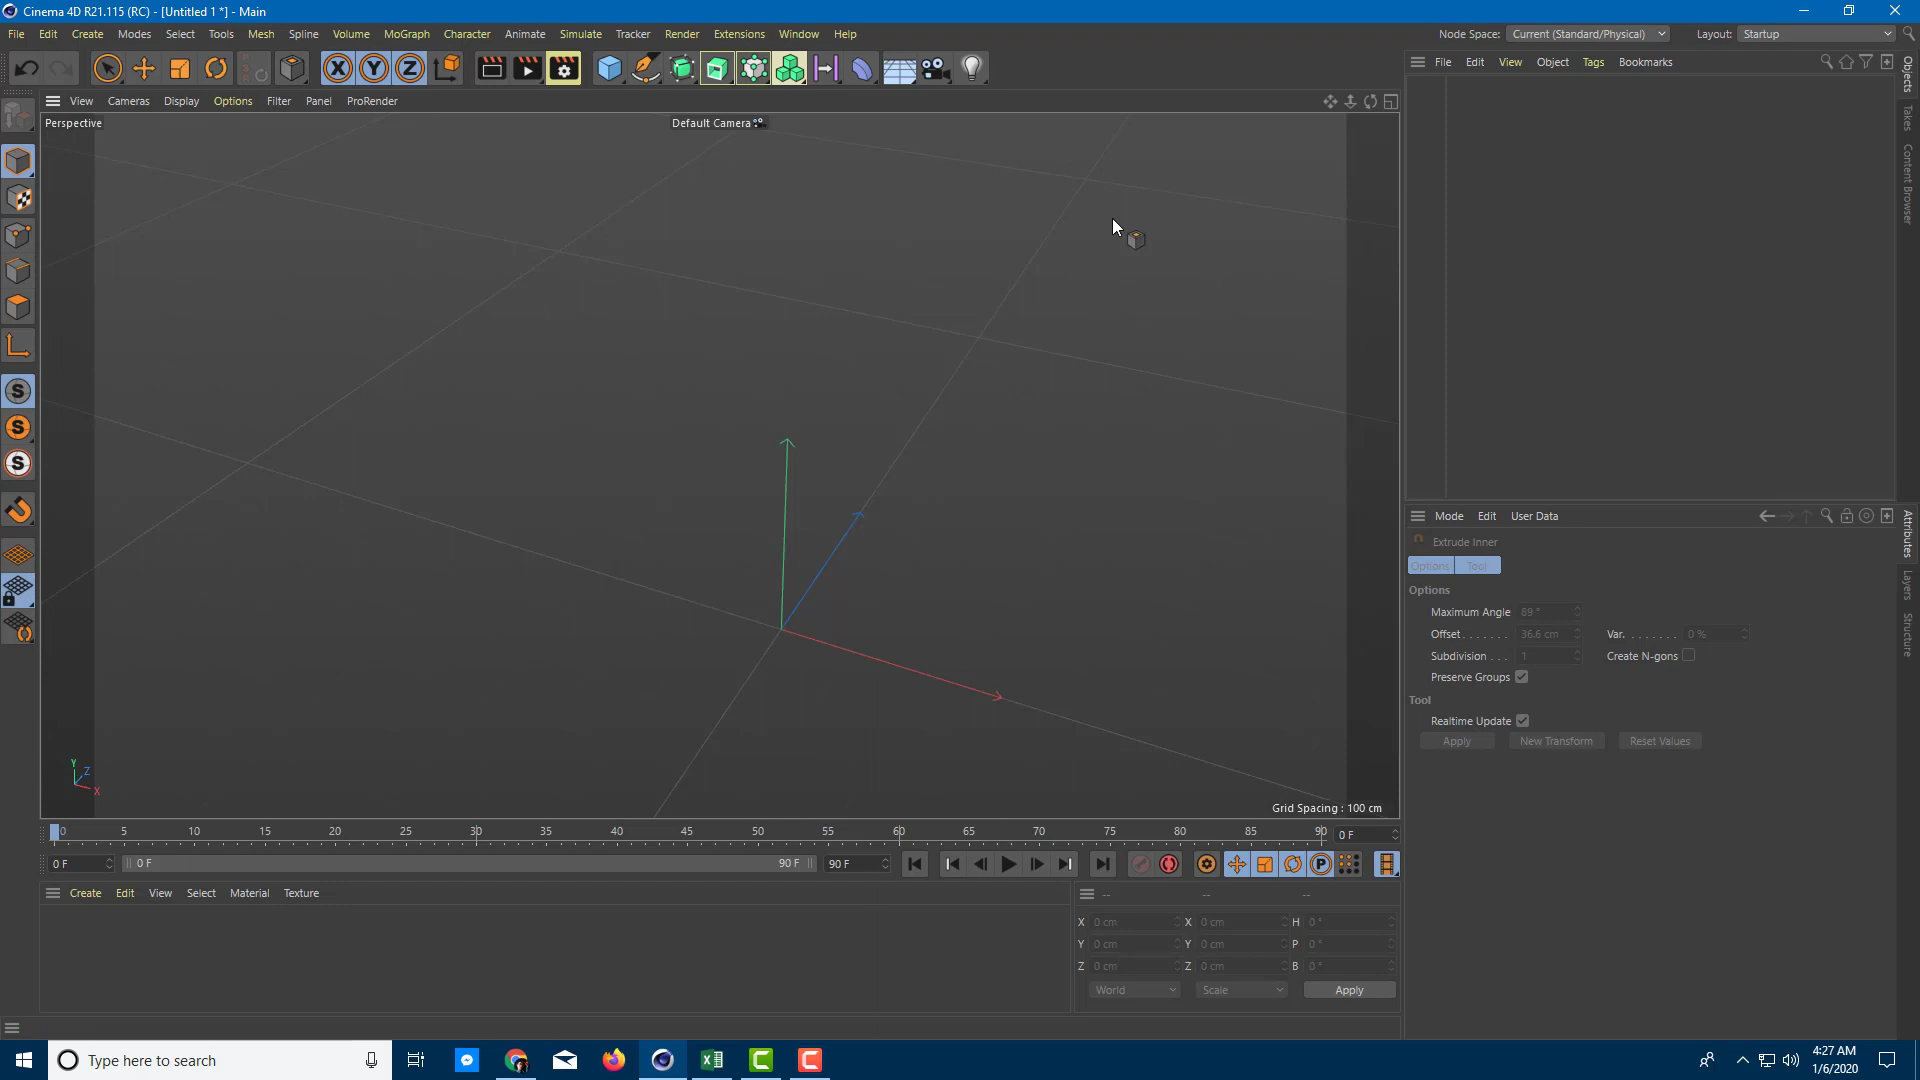 Cinema 4D R21.115 (RC) - [Untitled 1 *] - Main
File Edit Create Modes Select Tools Mesh Spline Volume MoGraph Character Animate Simulate Tracker Render Extensions Window Help Node Space: Current (Standard/Physical) Layout: Startup
X Y Z
File Edit View Object Tags Bookmarks
View Cameras Display Options Filter Panel ProRender
Perspective Default Camera
Objects
Takes
Content Browser
S
S
S
Y Z X
Grid Spacing : 100 cm
Mode Edit User Data
Extrude Inner
Options Tool
Options
Maximum Angle 89 °
Offset . . . . . . 36.6 cm Var. . . . . . . . 0 %
Subdivision . . . 1 Create N-gons
Preserve Groups
Tool
Realtime Update
Apply New Transform Reset Values
Attributes
Layers
Structure
0 5 10 15 20 25 30 35 40 45 50 55 60 65 70 75 80 85 90 0 F
0 F 0 F 90 F 90 F P
Create Edit View Select Material Texture
-- -- --
X 0 cm X 0 cm H 0 °
Y 0 cm Y 0 cm P 0 °
Z 0 cm Z 0 cm B 0 °
World Scale Apply
Type here to search
4:27 AM
1/6/2020